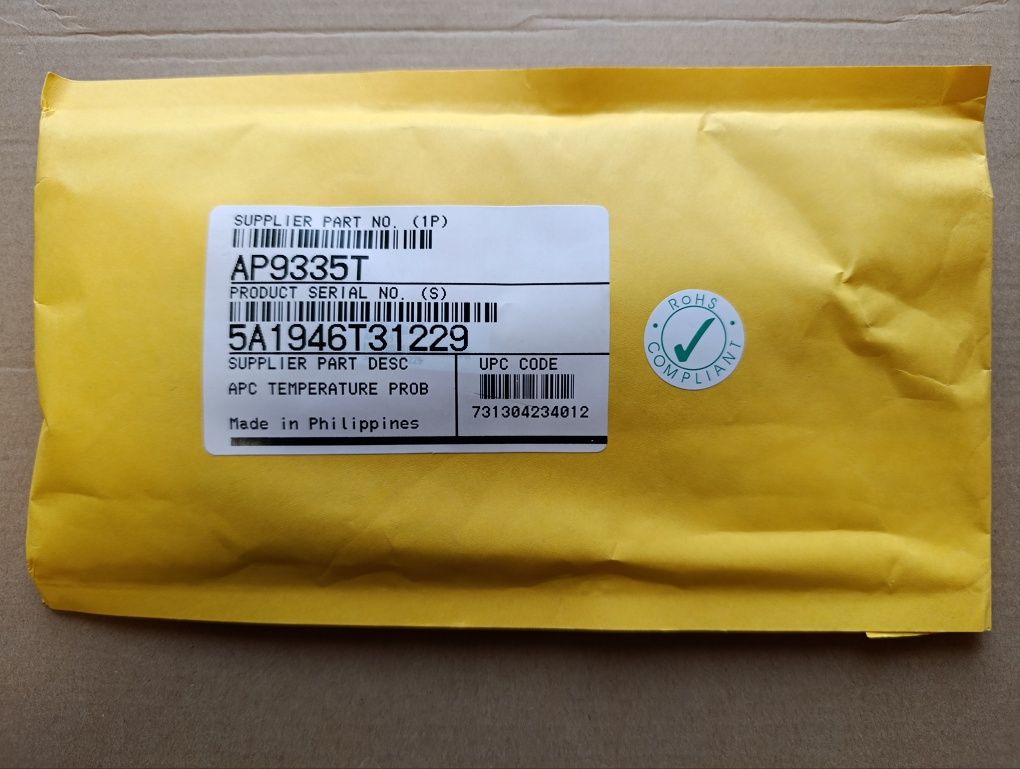 SUPPLIER PART NO. (1P)
AP9335T
PRODUCT SERIAL NO. (S)
5A1946T31229
SUPPLIER PART DESC
APC TEMPERATURE PROB
Made in Philippines
UPC CODE
731304234012
RoHS
COMPLIANT